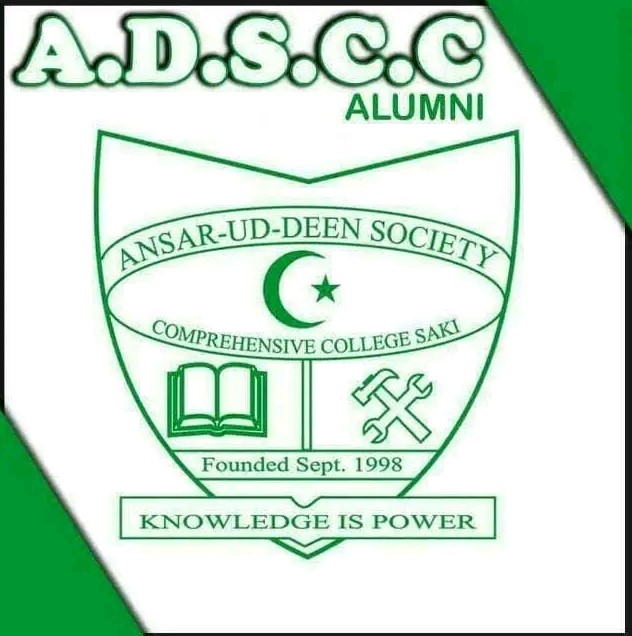 A.D.S.C.C
ALUMNI
ANSAR-UD-DEEN SOCIETY
COMPREHENSIVE COLLEGE SAKI
Founded Sept. 1998
KNOWLEDGE IS POWER